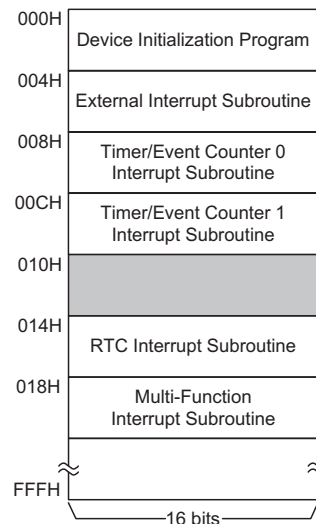 000H
Device Initialization Program
004H
External Interrupt Subroutine
008H
Timer/Event Counter 0
Interrupt Subroutine
00CH
Timer/Event Counter 1
Interrupt Subroutine
010H
014H
RTC Interrupt Subroutine
018H
Multi-Function
Interrupt Subroutine
FFFH
16 bits